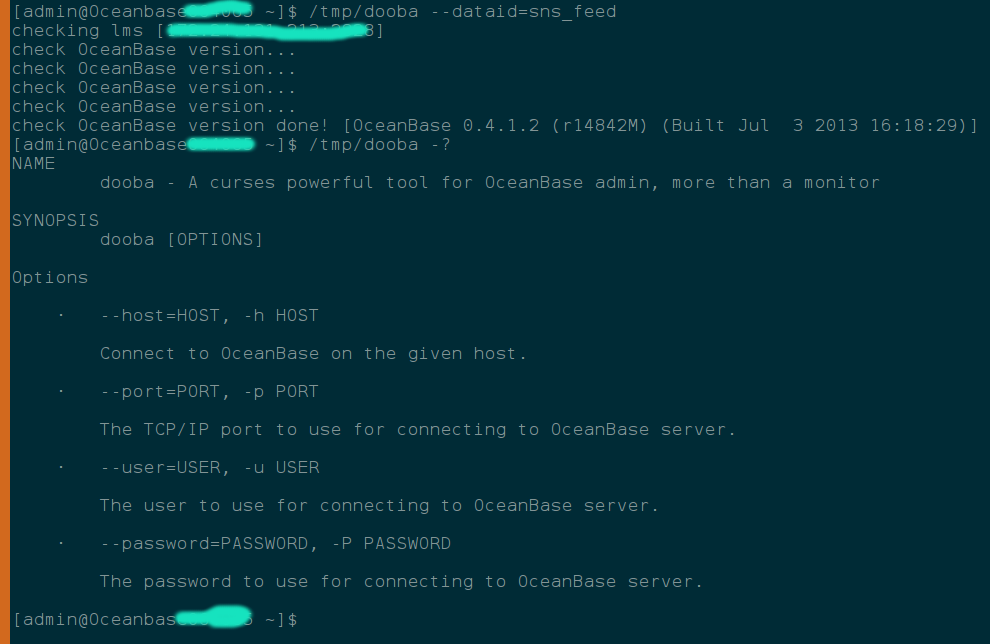 [admin@Oceanbase ~]$ /tmp/dooba --dataid=sns_feed
checking lms [ ]
check OceanBase version...
check OceanBase version...
check OceanBase version...
check OceanBase version...
check OceanBase version done! [OceanBase 0.4.1.2 (r14842M) (Built Jul  3 2013 16:18:29)]
[admin@Oceanbase ~]$ /tmp/dooba -?
NAME
dooba - A curses powerful tool for OceanBase admin, more than a monitor
SYNOPSIS
dooba [OPTIONS]
Options
· --host=HOST, -h HOST
Connect to OceanBase on the given host.
· --port=PORT, -p PORT
The TCP/IP port to use for connecting to OceanBase server.
· --user=USER, -u USER
The user to use for connecting to OceanBase server.
· --password=PASSWORD, -P PASSWORD
The password to use for connecting to OceanBase server.
[admin@Oceanbas ~]$